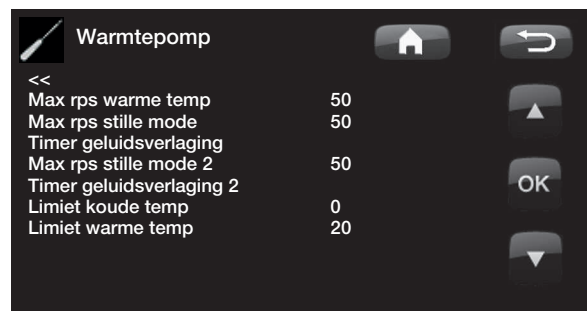 Warmtepomp
<<
Max rps warme temp 50
Max rps stille mode 50
Timer geluidsverlaging
Max rps stille mode 2 50
Timer geluidsverlaging 2
Limiet koude temp 0
Limiet warme temp 20
OK